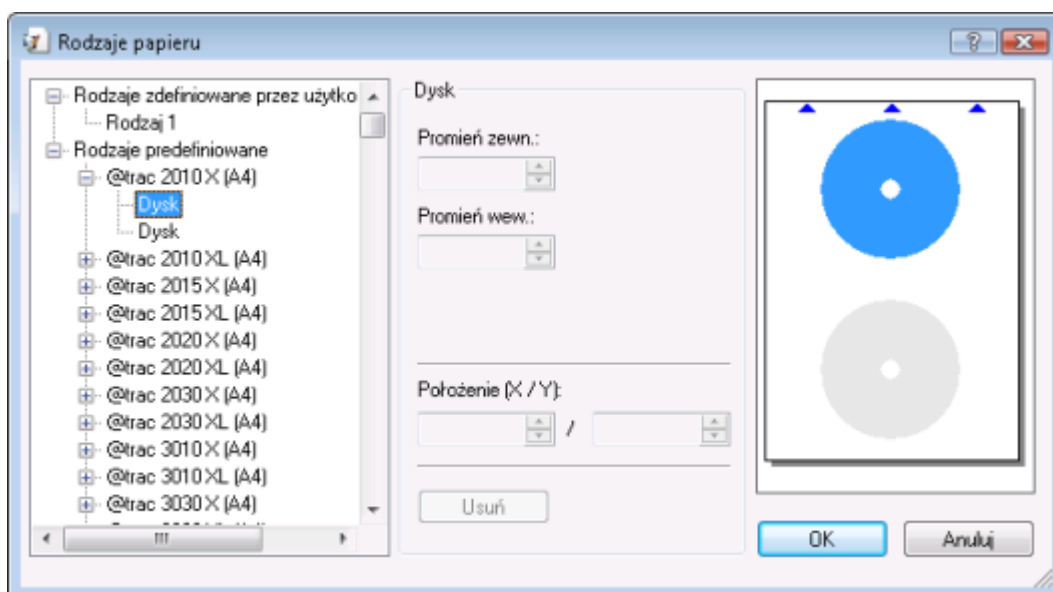 Rodzaje papieru
Rodzaje zdefiniowane przez użytko
Rodzaj 1
Rodzaje predefiniowane
@trac 2010 X (A4)
Dysk
Dysk
@trac 2010 XL (A4)
@trac 2015 X (A4)
@trac 2015 XL (A4)
@trac 2020 X (A4)
@trac 2020 XL (A4)
@trac 2030 X (A4)
@trac 2030 XL (A4)
@trac 3010 X (A4)
@trac 3010 XL (A4)
@trac 3030 X (A4)
Dysk
Promień zewn.:
Promień wew.:
Położenie (X / Y):
/
Usuń
OK
Anuluj